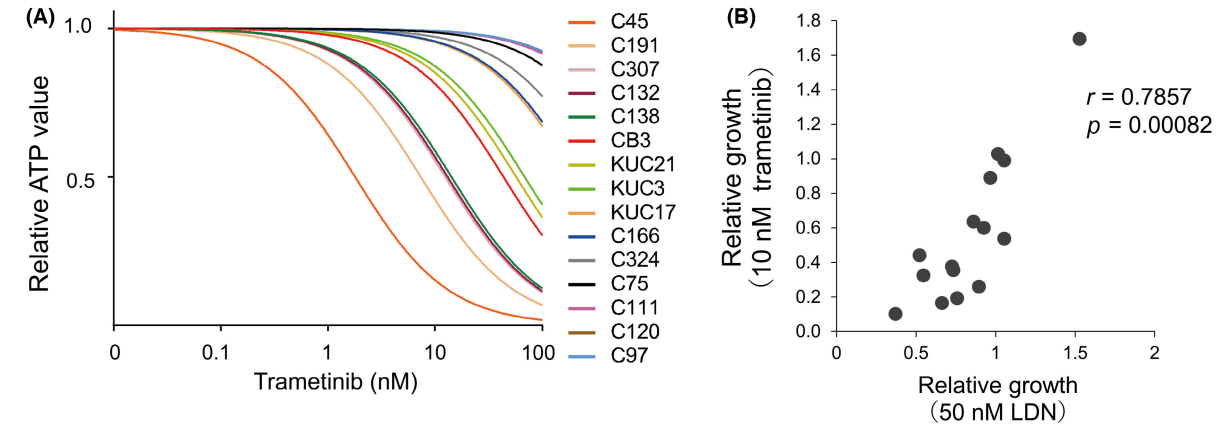 (A)
Relative ATP value
1.0
0.5
0
0.1
1
10
100
Trametinib (nM)
C45
C191
C307
C132
C138
CB3
KUC21
KUC3
KUC17
C166
C324
C75
C111
C120
C97
(B)
Relative growth
(10 nM trametinib)
1.8
1.6
1.4
1.2
1.0
0.8
0.6
0.4
0.2
0.0
0
0.5
1
1.5
2
r = 0.7857
p = 0.00082
Relative growth
(50 nM LDN)